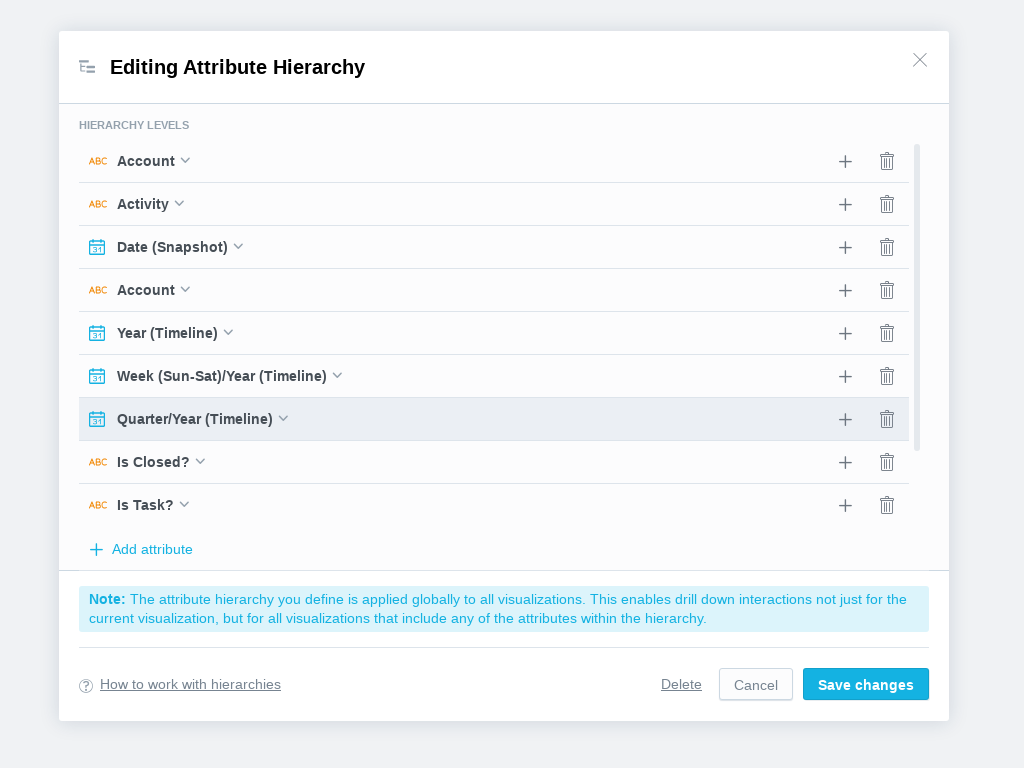 Editing Attribute Hierarchy
HIERARCHY LEVELS
ABC Account
ABC Activity
31 Date (Snapshot)
ABC Account
31 Year (Timeline)
31 Week (Sun-Sat)/Year (Timeline)
31 Quarter/Year (Timeline)
ABC Is Closed?
ABC Is Task?
Add attribute
Note: The attribute hierarchy you define is applied globally to all visualizations. This enables drill down interactions not just for the
current visualization, but for all visualizations that include any of the attributes within the hierarchy.
? How to work with hierarchies Delete Cancel Save changes